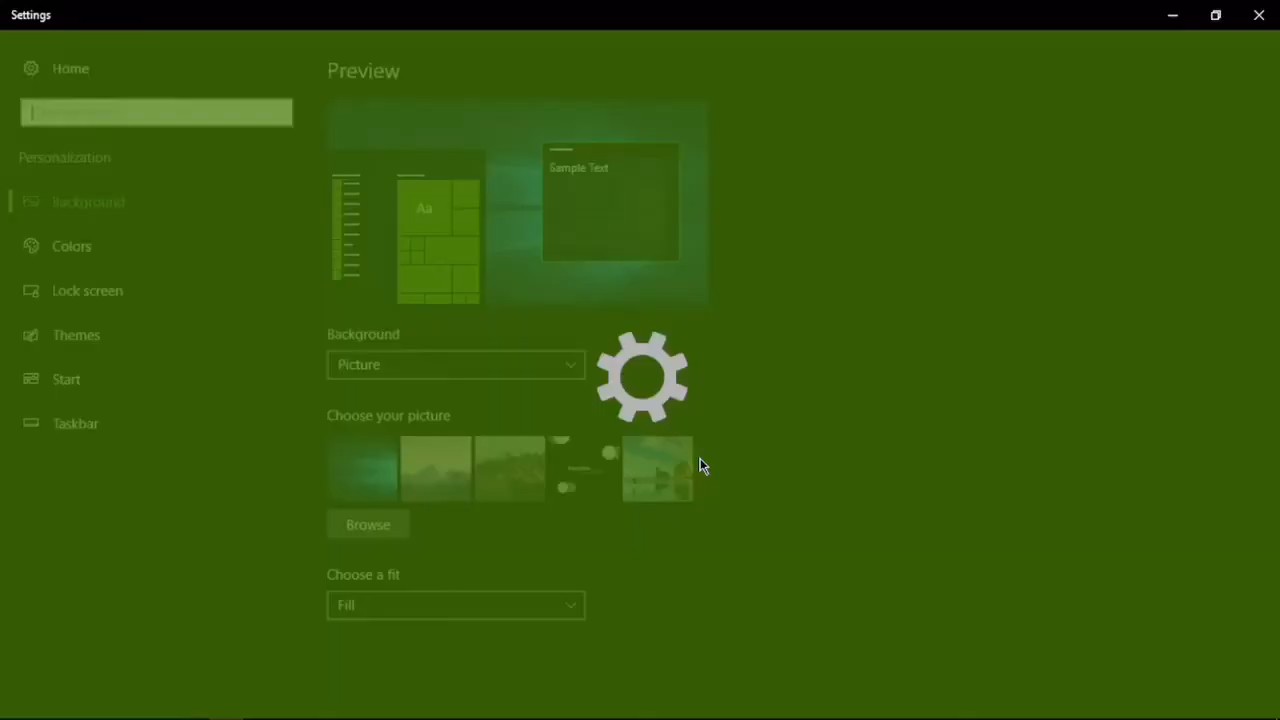 Settings
Home
Personalization
Background
Colors
Lock screen
Themes
Start
Taskbar
Preview
Sample Text
Aa
Background
Picture
Choose your picture
Browse
Choose a fit
Fill